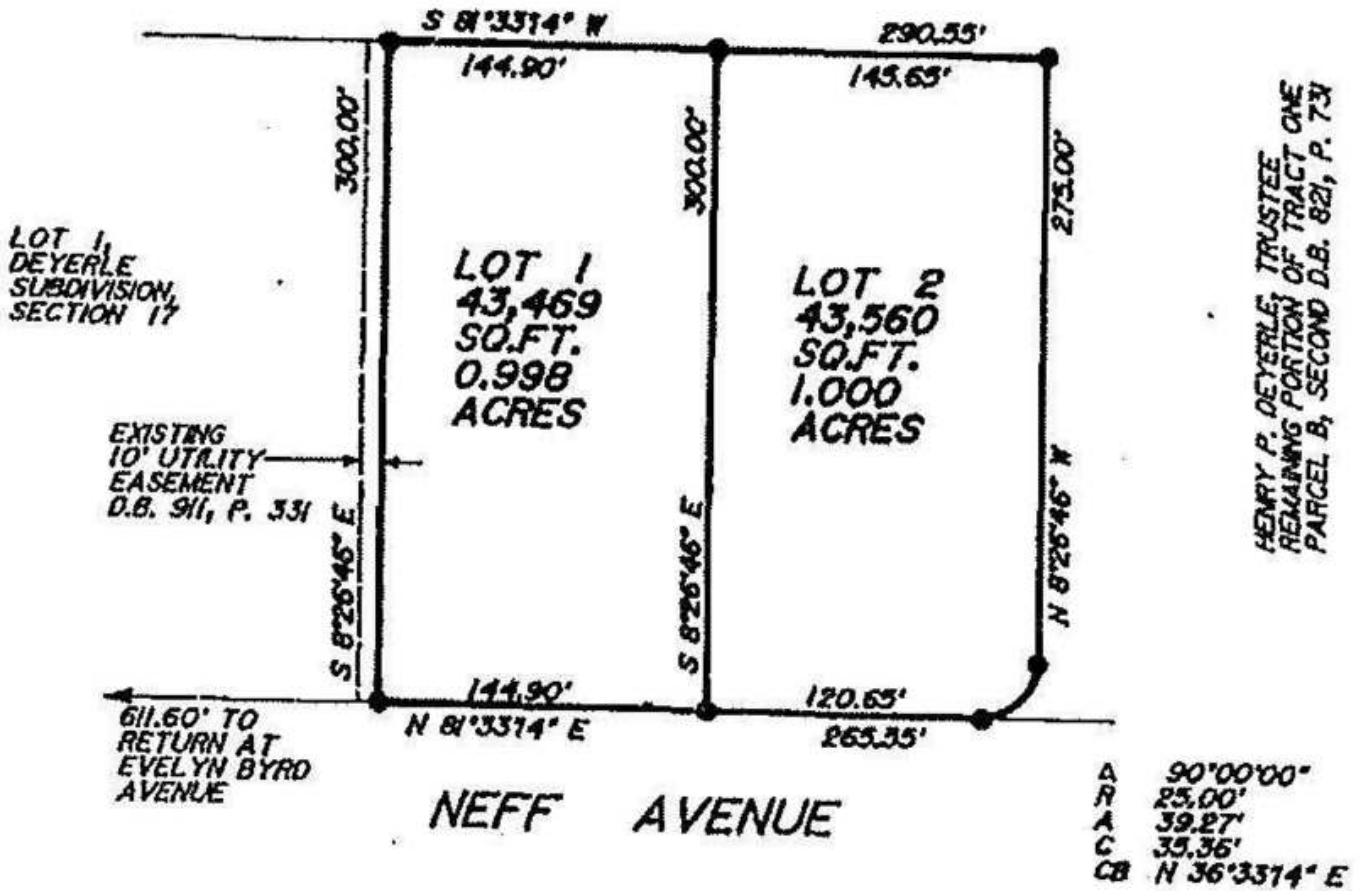 S 81°33'14" W
290.55'
144.90'
145.65'
300.00'
300.00'
275.00'
LOT 1,
DEYERLE
SUBDIVISION,
SECTION 17
LOT 1
43,469
SQ.FT.
0.998
ACRES
LOT 2
43,560
SQ.FT.
1.000
ACRES
HENRY P. DEYERLE, TRUSTEE
REMAINING PORTION OF TRACT ONE
PARCEL B, SECOND D.B. 821, P. 731
EXISTING
10' UTILITY
EASEMENT
D.B. 911, P. 331
S 8°26'46" E
S 8°26'46" E
N 8°26'46" W
144.90'
120.65'
N 81°33'14" E
265.55'
611.60' TO
RETURN AT
EVELYN BYRD
AVENUE
NEFF AVENUE
Δ 90°00'00"
R 25.00'
A 39.27'
C 35.36'
CB N 36°33'14" E